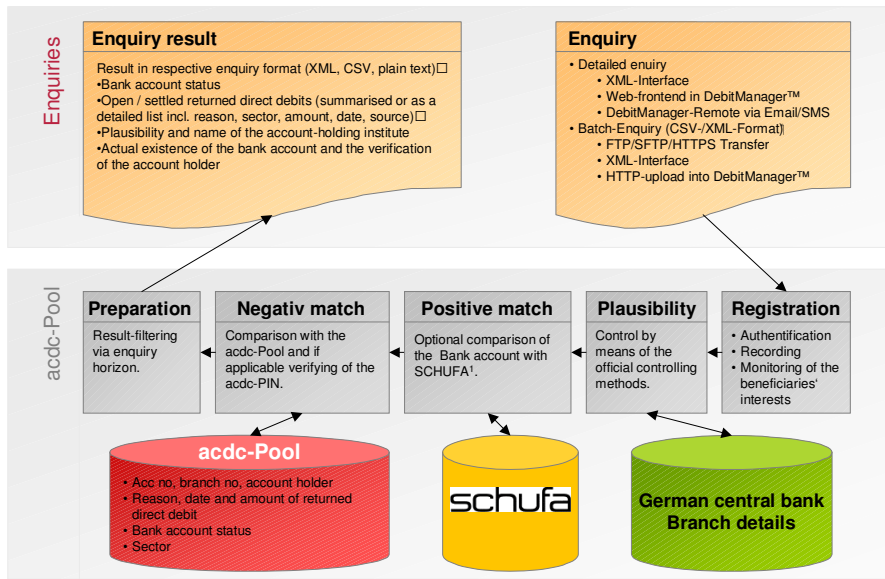 Enquiries
Enquiry result
Result in respective enquiry format (XML, CSV, plain text)□
•Bank account status
•Open / settled returned direct debits (summarised or as a
detailed list incl. reason, sector, amount, date, source)□
•Plausibility and name of the account-holding institute
•Actual existence of the bank account and the verification
of the account holder
Enquiry
• Detailed enuiry
• XML-Interface
• Web-frontend in DebitManager™
• DebitManager-Remote via Email/SMS
• Batch-Enquiry (CSV-/XML-Format)
• FTP/SFTP/HTTPS Transfer
• XML-Interface
• HTTP-upload into DebitManager™
acdc-Pool
Preparation
Result-filtering
via enquiry
horizon.
Negativ match
Comparison with the
acdc-Pool and if
applicable verifying of the
acdc-PIN.
Positive match
Optional comparison of
the Bank account with
SCHUFA¹.
Plausibility
Control by
means of the
official controlling
methods.
Registration
• Authentification
• Recording
• Monitoring of the
beneficiaries'
interests
acdc-Pool
• Acc no, branch no, account holder
• Reason, date and amount of returned
direct debit
• Bank account status
• Sector
schufa
German central bank
Branch details